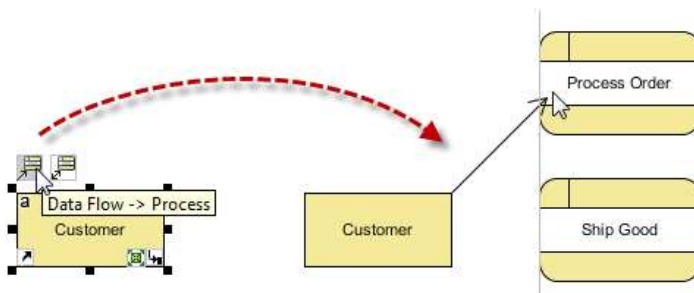 Process Order
a
Data Flow -> Process
Customer
Customer
Ship Good